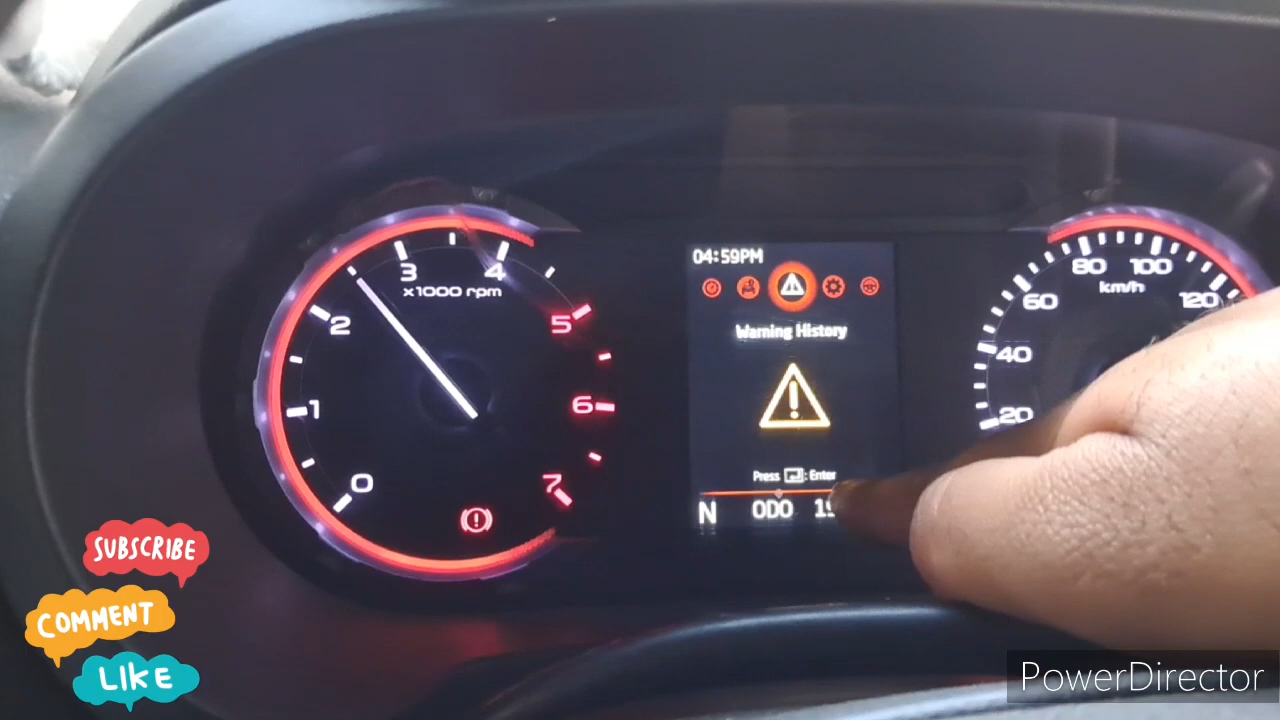 04:59PM
Warning History
Press : Enter
N ODO
0
1
2
3
4
5
6
7
x1000 rpm
20
40
60
80
100
120
km/h
SUBSCRIBE
COMMENT
LIKE
PowerDirector